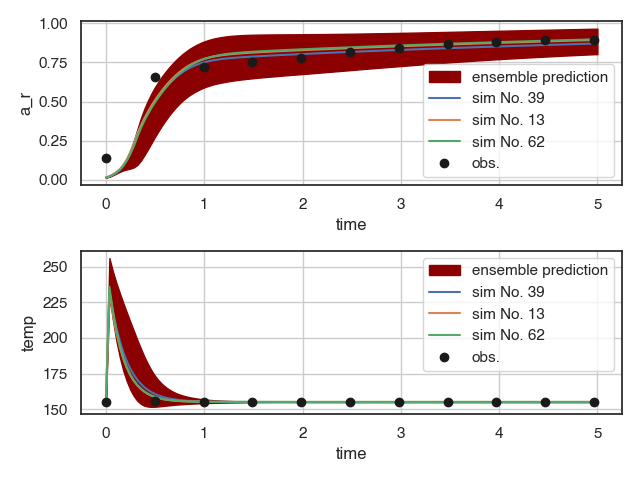 1.00
0.75
0.50
0.25
0.00
a_r
ensemble prediction
sim No. 39
sim No. 13
sim No. 62
obs.
0 1 2 3 4 5
time
250
225
200
175
150
temp
ensemble prediction
sim No. 39
sim No. 13
sim No. 62
obs.
0 1 2 3 4 5
time